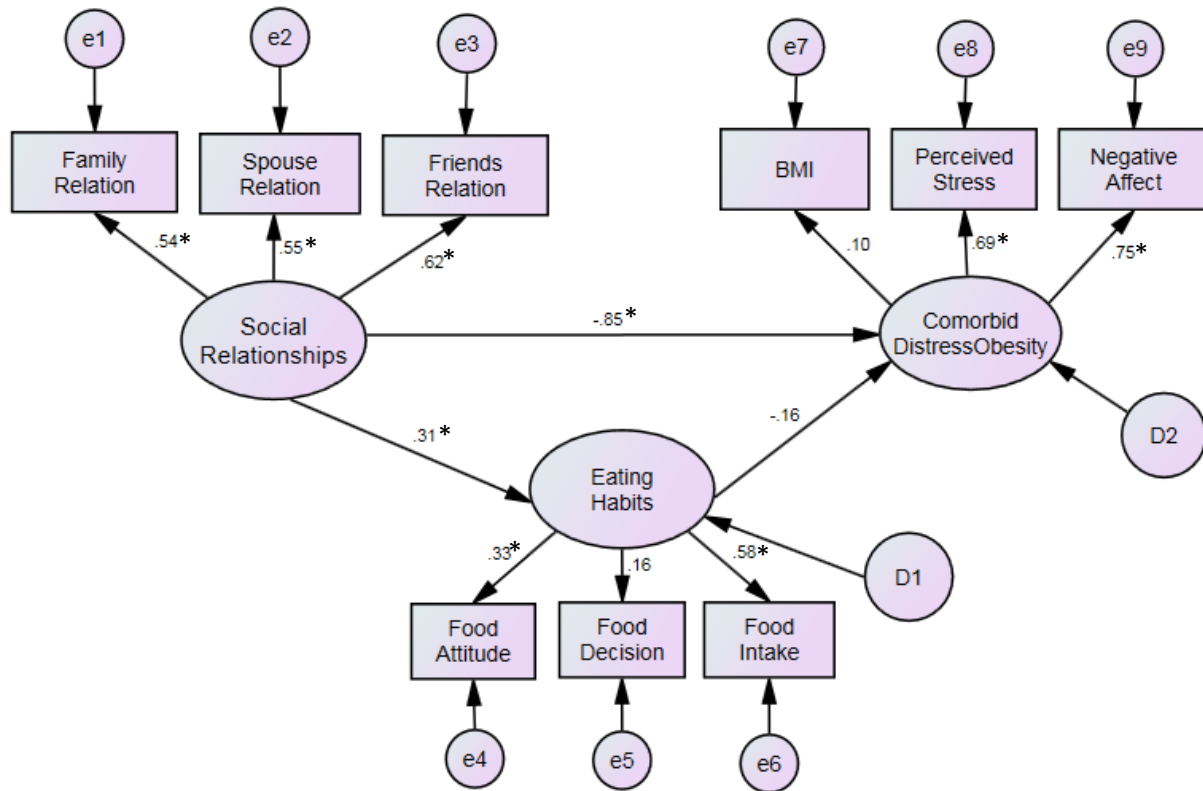 e1
e2
e3
e7
e8
e9
Family
Relation
Spouse
Relation
Friends
Relation
BMI
Perceived
Stress
Negative
Affect
.54*
.55*
.62*
.10
.69*
.75*
Social
Relationships
-.85*
Comorbid
DistressObesity
.31*
-.16
D2
Eating
Habits
D1
.33*
.16
.58*
Food
Attitude
Food
Decision
Food
Intake
e4
e5
e6